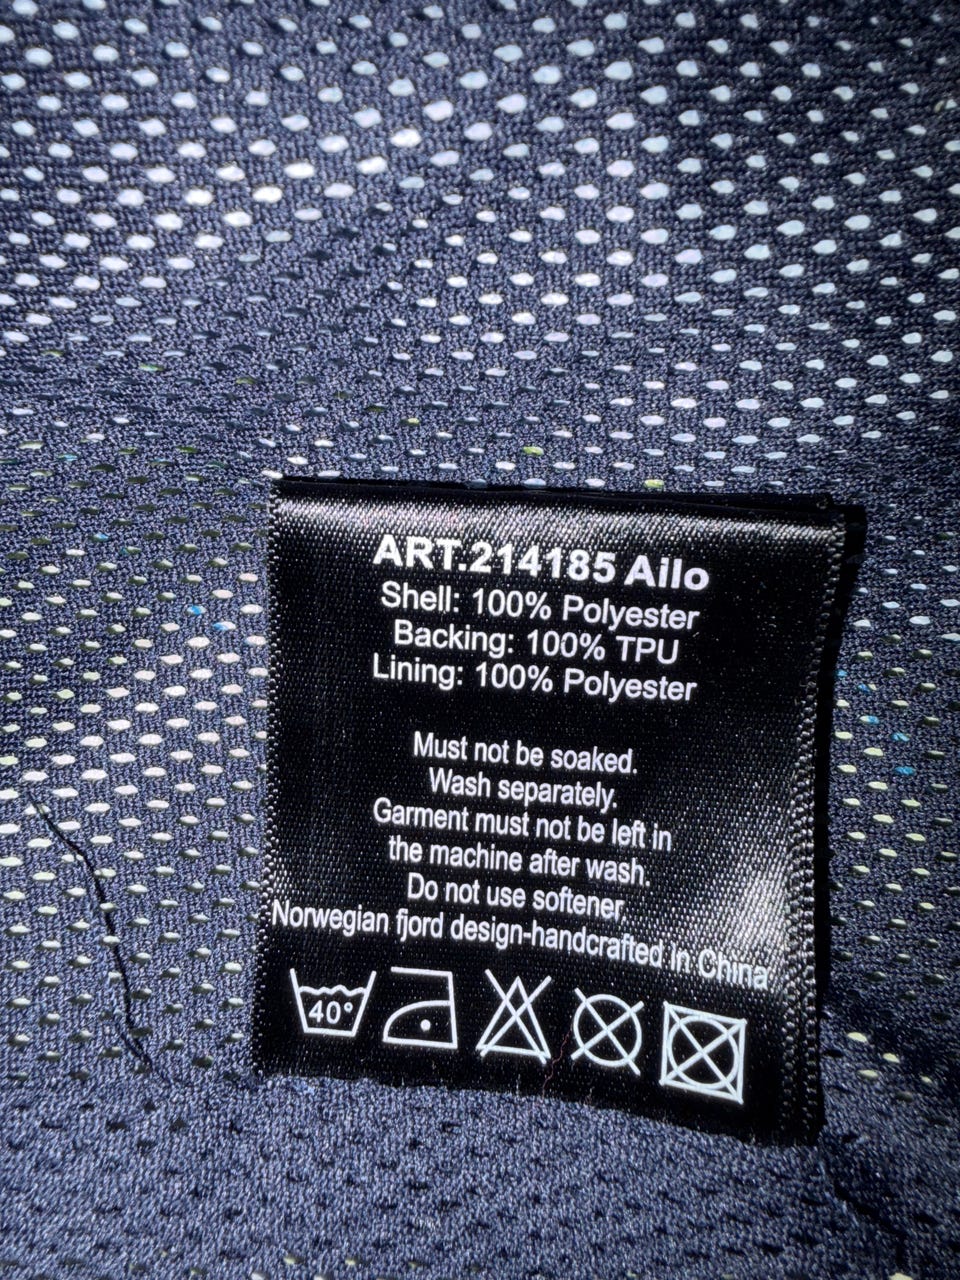 ART.214185 Ailo
Shell: 100% Polyester
Backing: 100% TPU
Lining: 100% Polyester
Must not be soaked.
Wash separately.
Garment must not be left in
the machine after wash.
Do not use softener
Norwegian fjord design-handcrafted in China.
40°